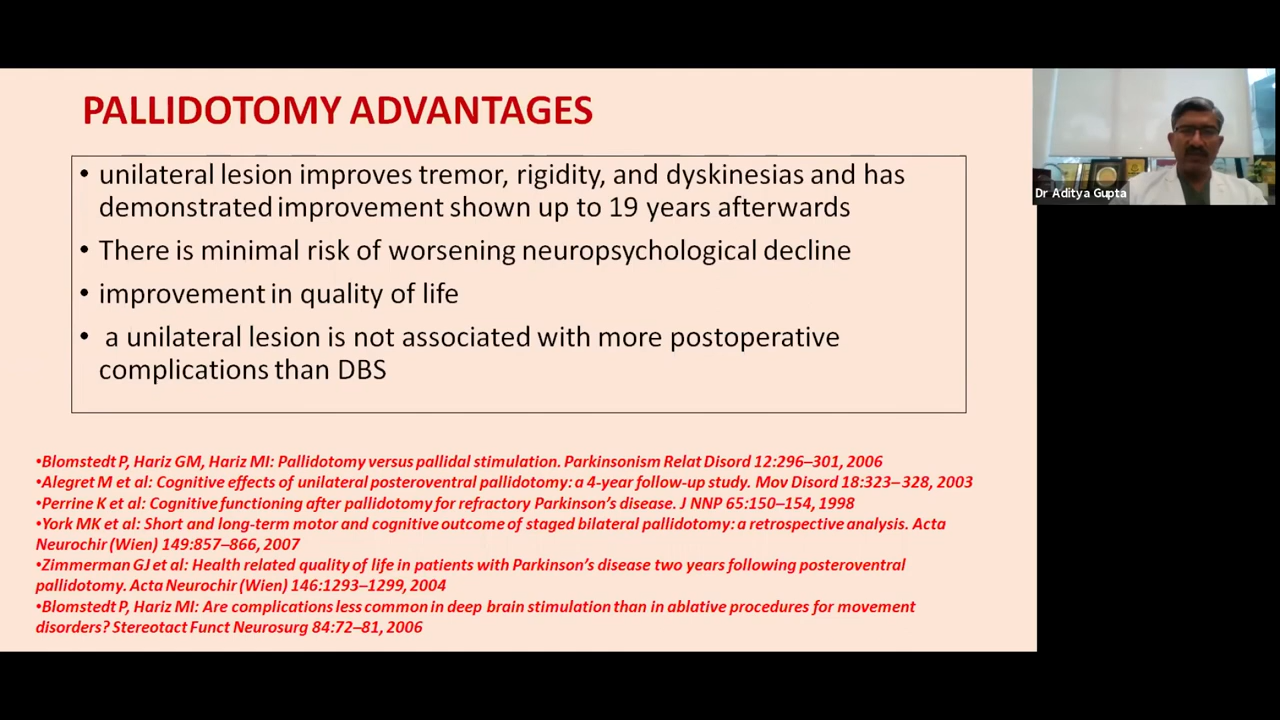 PALLIDOTOMY ADVANTAGES
• unilateral lesion improves tremor, rigidity, and dyskinesias and has
demonstrated improvement shown up to 19 years afterwards
• There is minimal risk of worsening neuropsychological decline
• improvement in quality of life
• a unilateral lesion is not associated with more postoperative
complications than DBS
•Blomstedt P, Hariz GM, Hariz MI: Pallidotomy versus pallidal stimulation. Parkinsonism Relat Disord 12:296–301, 2006
•Alegret M et al: Cognitive effects of unilateral posteroventral pallidotomy: a 4-year follow-up study. Mov Disord 18:323–328, 2003
•Perrine K et al: Cognitive functioning after pallidotomy for refractory Parkinson’s disease. J NNP 65:150–154, 1998
•York MK et al: Short and long-term motor and cognitive outcome of staged bilateral pallidotomy: a retrospective analysis. Acta
Neurochir (Wien) 149:857–866, 2007
•Zimmerman GJ et al: Health related quality of life in patients with Parkinson’s disease two years following posteroventral
pallidotomy. Acta Neurochir (Wien) 146:1293–1299, 2004
•Blomstedt P, Hariz MI: Are complications less common in deep brain stimulation than in ablative procedures for movement
disorders? Stereotact Funct Neurosurg 84:72–81, 2006
Dr Aditya Gupta